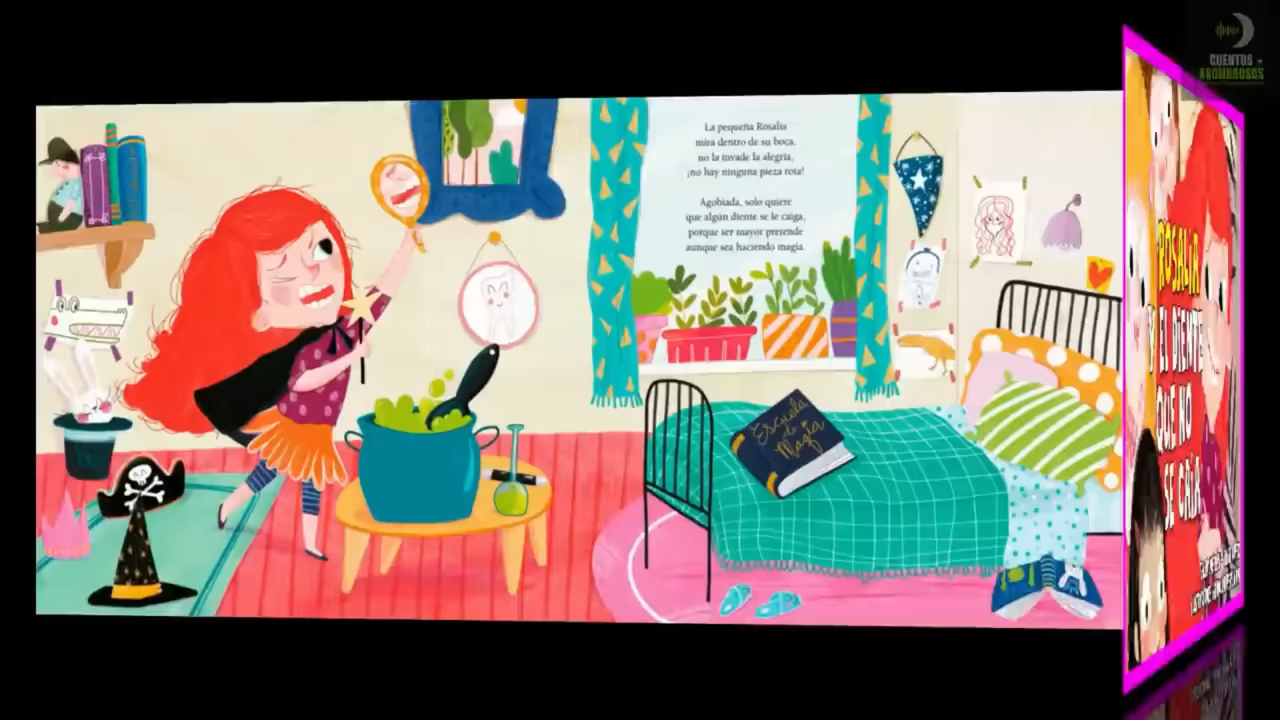 La pequeña Rosalía
mira dentro de su boca,
no la invade la alegría,
¡no hay ninguna pieza rota!
Agobiada, solo quiere
que algún diente se le caiga,
porque ser mayor pretende
aunque sea haciendo magia.
Escuela
de
Magia
ROSALÍA
Y EL DIENTE
QUE NO
SE CAÍA
CUENTOS
ASOMBROSOS